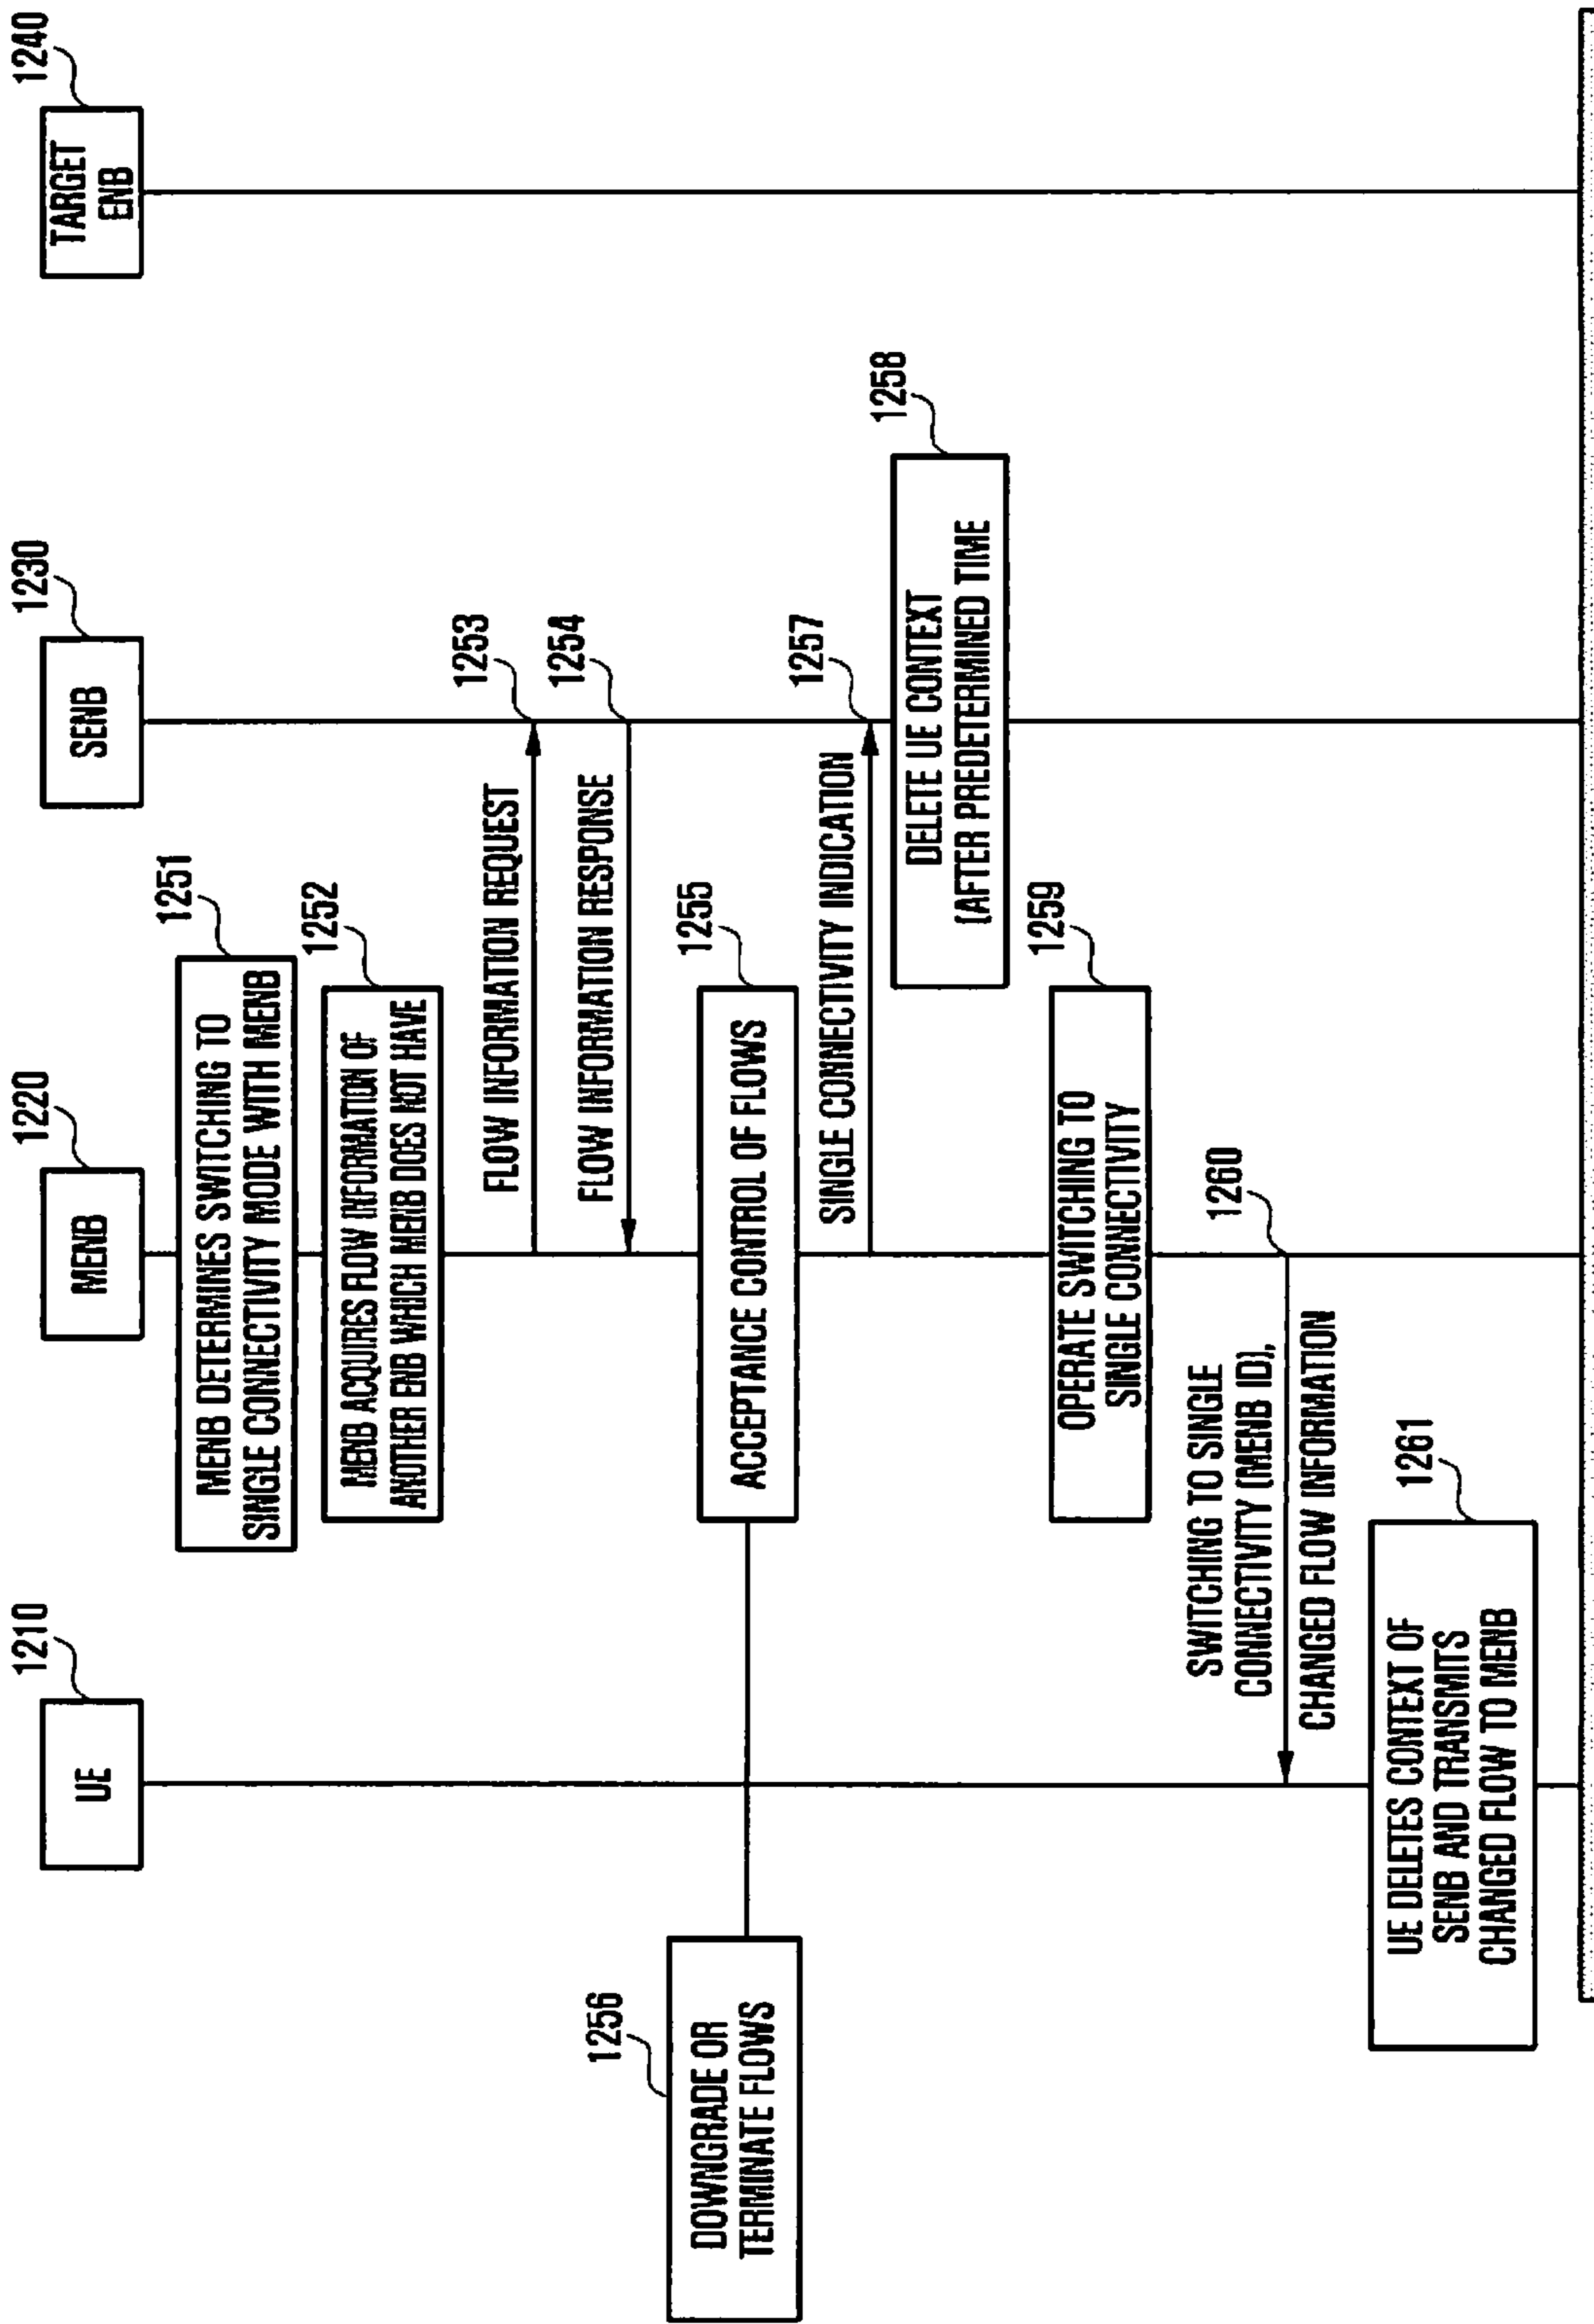 UE
1210
MENB
1220
SENB
1230
TARGET
ENB
1240
MENB DETERMINES SWITCHING TO
SINGLE CONNECTIVITY MODE WITH MENB
1251
MENB ACQUIRES FLOW INFORMATION OF
ANOTHER ENB WHICH MENB DOES NOT HAVE
1252
FLOW INFORMATION REQUEST
1253
FLOW INFORMATION RESPONSE
1254
DOWNGRADE OR
TERMINATE FLOWS
1256
ACCEPTANCE CONTROL OF FLOWS
1255
SINGLE CONNECTIVITY INDICATION
1257
DELETE UE CONTEXT
(AFTER PREDETERMINED TIME
1258
OPERATE SWITCHING TO
SINGLE CONNECTIVITY
1259
SWITCHING TO SINGLE
CONNECTIVITY (MENB ID),
CHANGED FLOW INFORMATION
1260
UE DELETES CONTEXT OF
SENB AND TRANSMITS
CHANGED FLOW TO MENB
1261